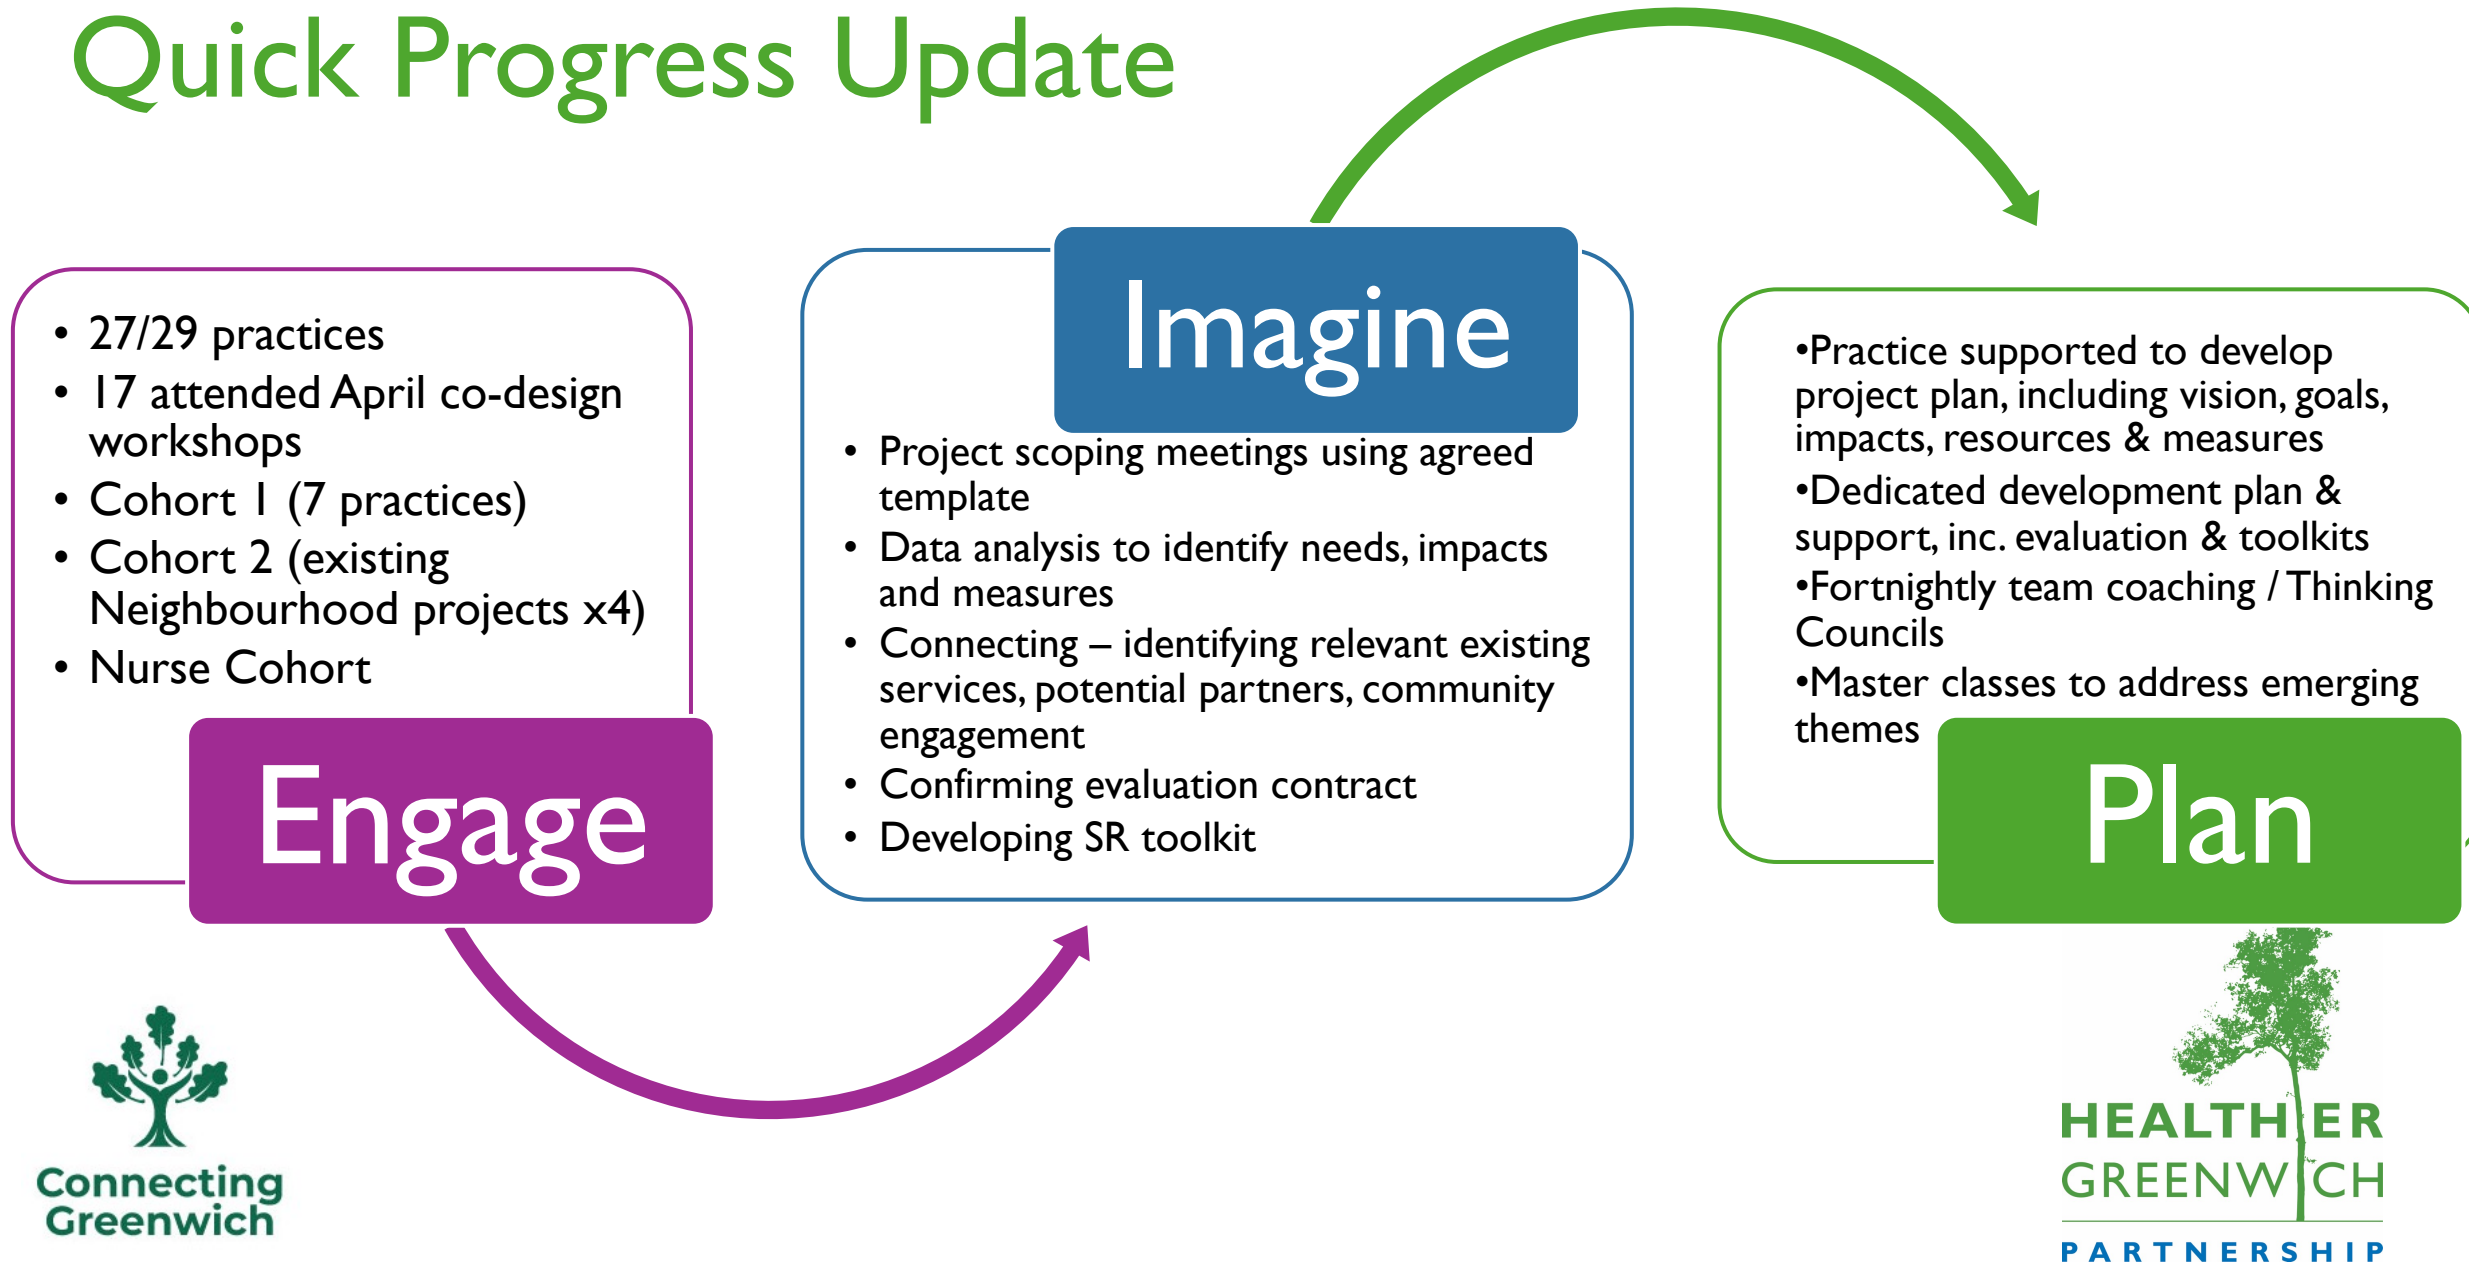 Quick Progress Update
• 27/29 practices
• 17 attended April co-design
workshops
• Cohort 1 (7 practices)
• Cohort 2 (existing
Neighbourhood projects x4)
• Nurse Cohort
Engage
Imagine
• Project scoping meetings using agreed
template
• Data analysis to identify needs, impacts
and measures
• Connecting – identifying relevant existing
services, potential partners, community
engagement
• Confirming evaluation contract
• Developing SR toolkit
•Practice supported to develop
project plan, including vision, goals,
impacts, resources & measures
•Dedicated development plan &
support, inc. evaluation & toolkits
•Fortnightly team coaching / Thinking
Councils
•Master classes to address emerging
themes
Plan
Connecting
Greenwich
HEALTHIER
GREENWICH
PARTNERSHIP